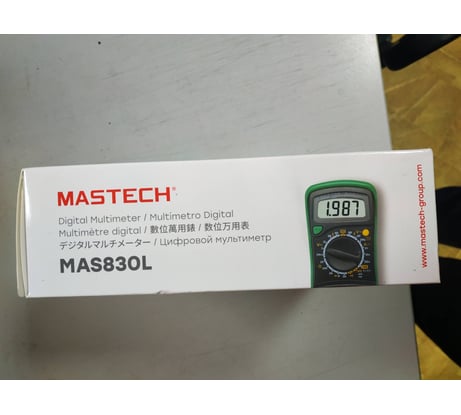 MASTECH®
Digital Multimeter / Multímetro Digital
Multimètre digital / 數位萬用錶 / 数位万用表
デジタルマルチメーター / Цифровой мультиметр
MAS830L
1.987
www.mastech-group.com